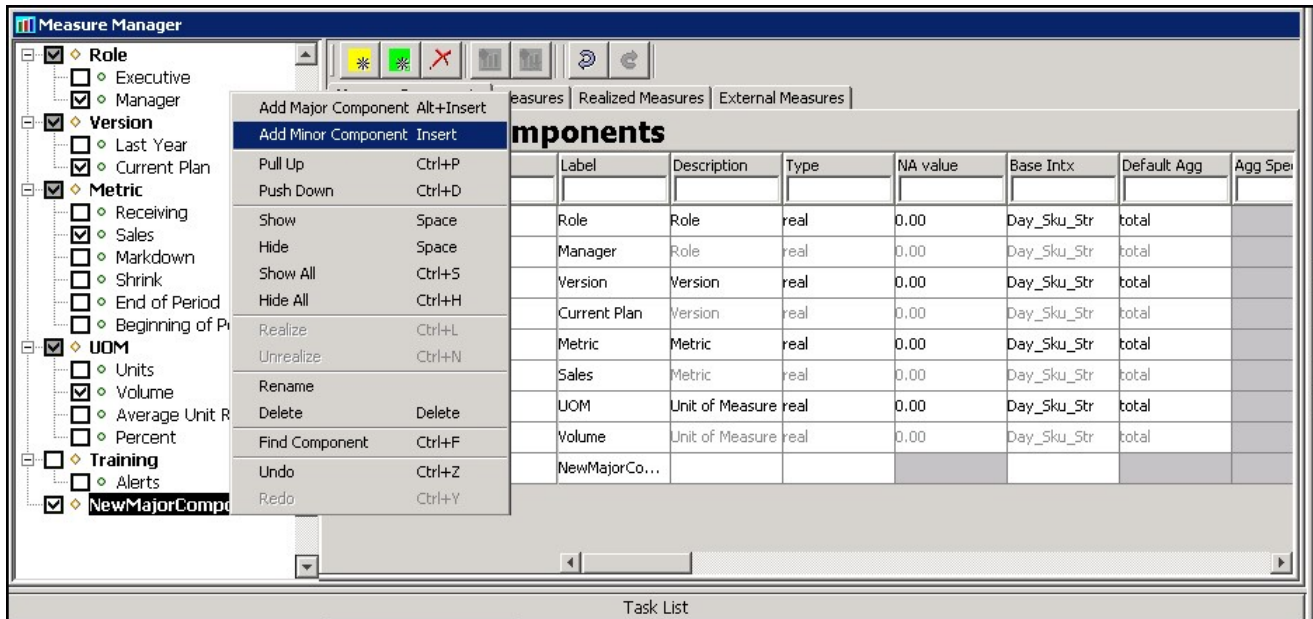 Measure Manager
Role
Executive
Manager
Version
Last Year
Current Plan
Metric
Receiving
Sales
Markdown
Shrink
End of Period
Beginning of P
UOM
Units
Volume
Average Unit R
Percent
Training
Alerts
NewMajorCompo
Add Major Component Alt+Insert
Add Minor Component Insert
Pull Up Ctrl+P
Push Down Ctrl+D
Show Space
Hide Space
Show All Ctrl+S
Hide All Ctrl+H
Realize Ctrl+L
Unrealize Ctrl+N
Rename
Delete Delete
Find Component Ctrl+F
Undo Ctrl+Z
Redo Ctrl+Y
easures Realized Measures External Measures
mponents
Label Description Type NA value Base Intx Default Agg Agg Spe
Role Role real 0.00 Day_Sku_Str total
Manager Role real 0.00 Day_Sku_Str total
Version Version real 0.00 Day_Sku_Str total
Current Plan Version real 0.00 Day_Sku_Str total
Metric Metric real 0.00 Day_Sku_Str total
Sales Metric real 0.00 Day_Sku_Str total
UOM Unit of Measure real 0.00 Day_Sku_Str total
Volume Unit of Measure real 0.00 Day_Sku_Str total
NewMajorCo...
Task List